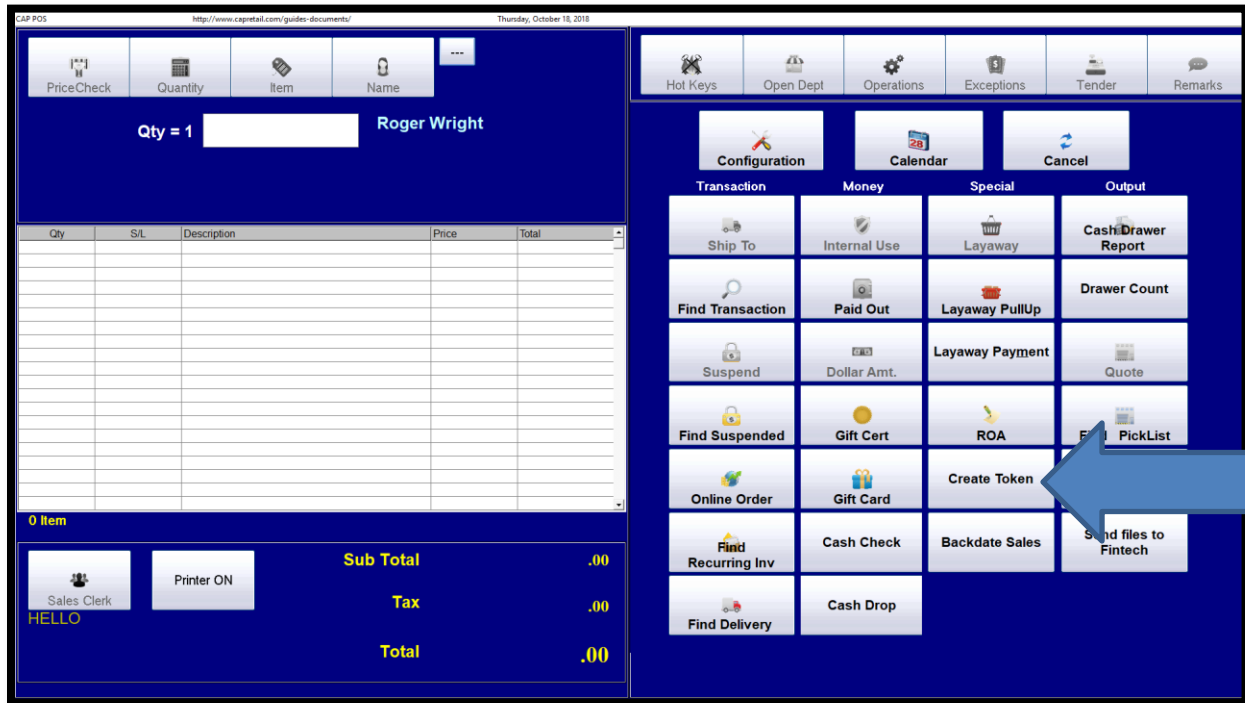 CAP POS http://www.capretail.com/guides-documents/ Thursday, October 18, 2018
PriceCheck Quantity Item Name ---
Hot Keys Open Dept Operations Exceptions Tender Remarks
Qty = 1 Roger Wright
Configuration 28 Calendar Cancel
Transaction Money Special Output
Ship To Internal Use Layaway Cash Drawer
Report
Qty S/L Description Price Total
Find Transaction Paid Out Layaway PullUp Drawer Count
Suspend Dollar Amt. Layaway Payment Quote
Find Suspended Gift Cert ROA PickList
Online Order Gift Card Create Token
0 Item
Find
Recurring Inv Cash Check Backdate Sales files to
Fintech
Sales Clerk Printer ON
HELLO
Sub Total .00
Tax .00
Total .00
Find Delivery Cash Drop